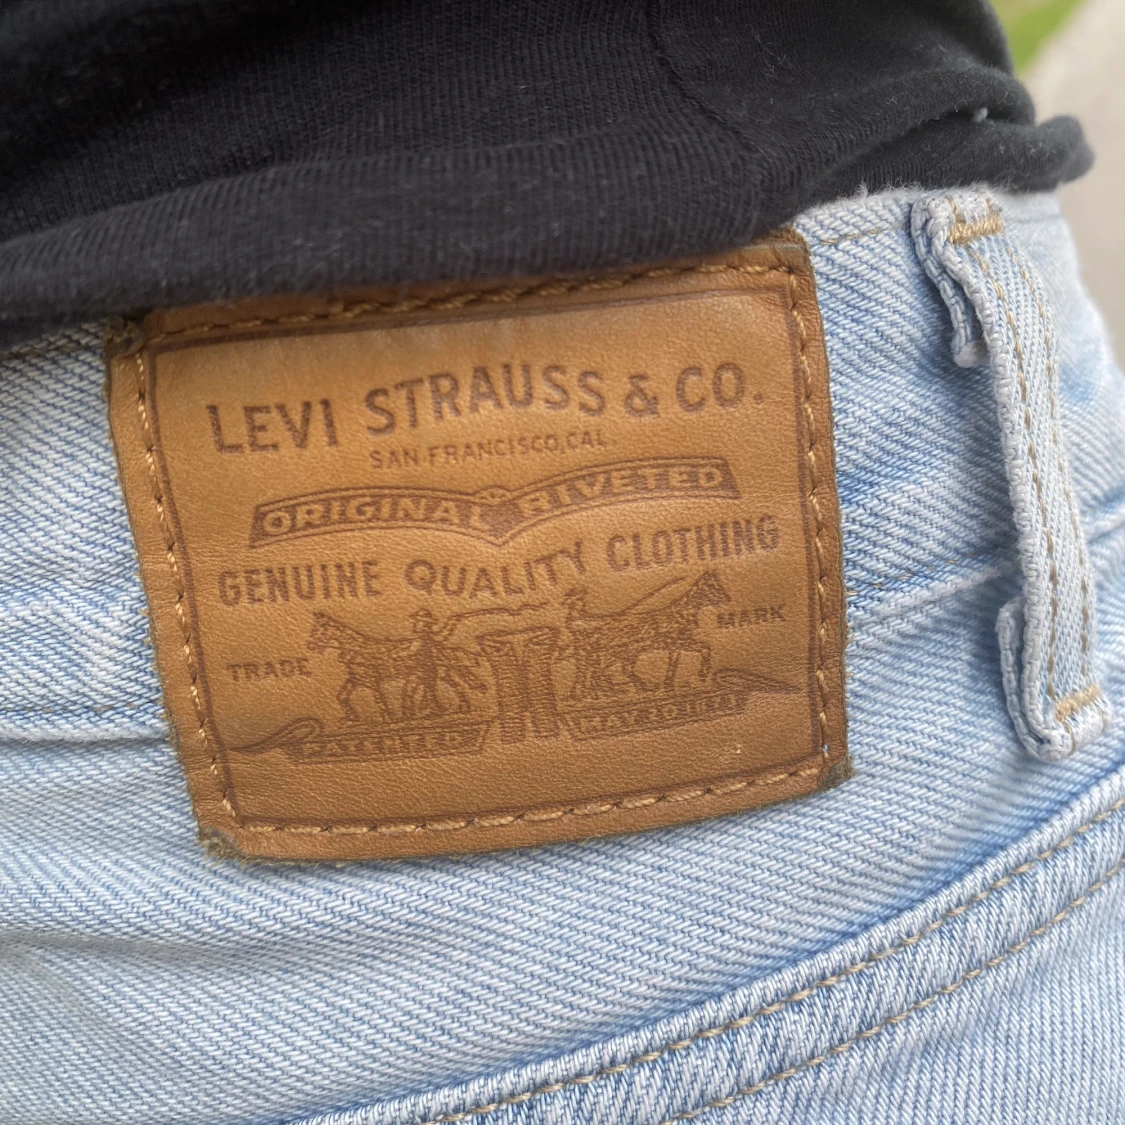 LEVI STRAUSS & CO.
SAN FRANCISCO, CAL.
ORIGINAL RIVETED
GENUINE QUALITY CLOTHING
TRADE MARK
PATENTED MAY 20 1873